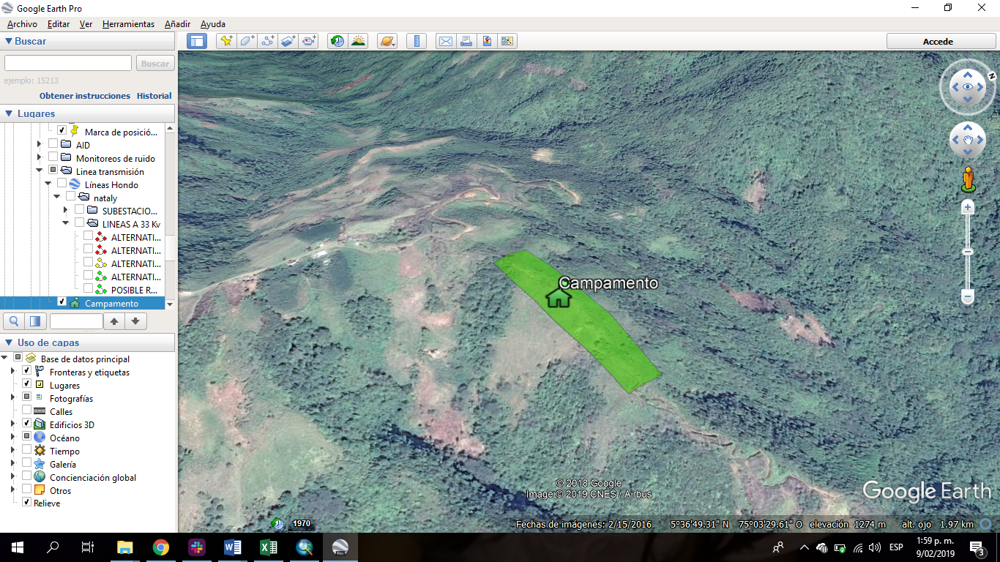 Google Earth Pro
Archivo Editar Ver Herramientas Añadir Ayuda
Buscar
Buscar
ejemplo: 15213
Obtener instrucciones Historial
Lugares
Marca de posició...
AID
Monitoreos de ruido
Linea transmisión
Líneas Hondo
nataly
SUBESTACIO...
LINEAS A 33 Kv
ALTERNATI...
ALTERNATI...
ALTERNATI...
ALTERNATI...
POSIBLE R...
Campamento
Uso de capas
Base de datos principal
Fronteras y etiquetas
Lugares
Fotografías
Calles
Edificios 3D
Océano
Tiempo
Galería
Concienciación global
Otros
Relieve
Accede
N
Campamento
© 2018 Google
Image © 2019 CNES / Airbus
Google Earth
1970
Fechas de imágenes: 2/15/2016 5°36'49.31" N 75°03'29.61" O elevación 1274 m alt. ojo 1.97 km
ESP
1:59 p. m.
9/02/2019
3